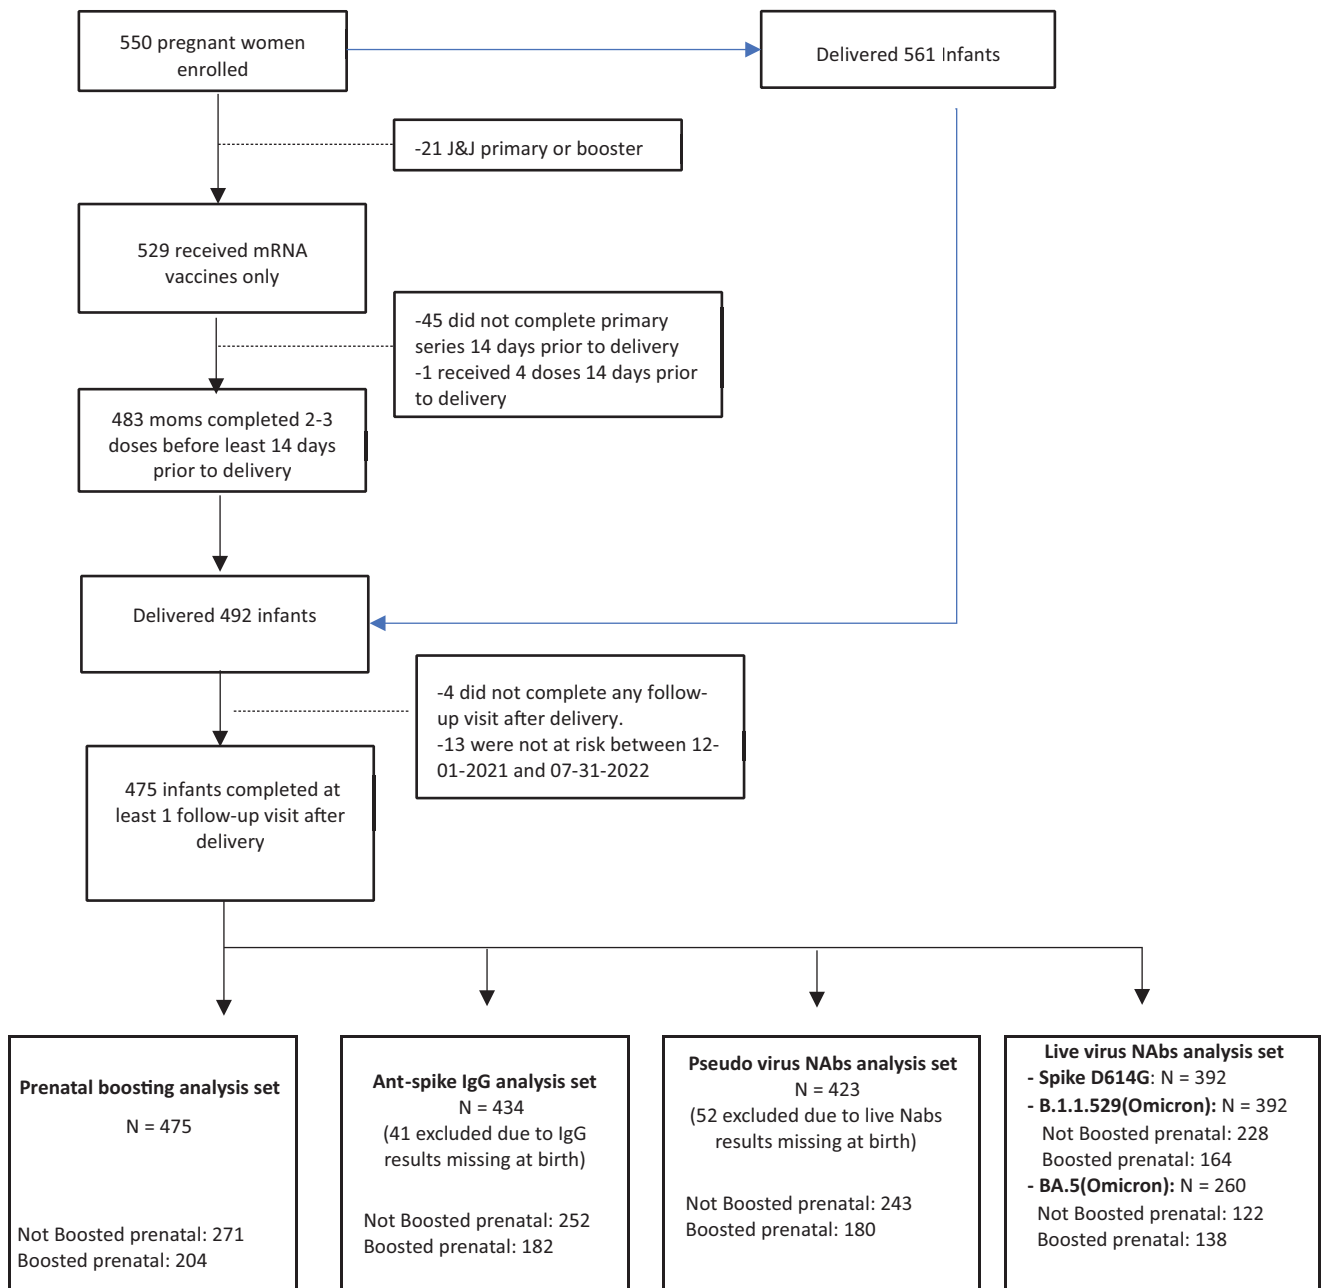 550 pregnant women
enrolled
Delivered 561 Infants
-21 J&J primary or booster
529 received mRNA
vaccines only
-45 did not complete primary
series 14 days prior to delivery
-1 received 4 doses 14 days prior
to delivery
483 moms completed 2-3
doses before least 14 days
prior to delivery
Delivered 492 infants
-4 did not complete any follow-
up visit after delivery.
-13 were not at risk between 12-
01-2021 and 07-31-2022
475 infants completed at
least 1 follow-up visit after
delivery
Prenatal boosting analysis set
N = 475
Not Boosted prenatal: 271
Boosted prenatal: 204
Ant-spike IgG analysis set
N = 434
(41 excluded due to IgG
results missing at birth)
Not Boosted prenatal: 252
Boosted prenatal: 182
Pseudo virus NAbs analysis set
N = 423
(52 excluded due to live Nabs
results missing at birth)
Not Boosted prenatal: 243
Boosted prenatal: 180
Live virus NAbs analysis set
- Spike D614G: N = 392
- B.1.1.529(Omicron): N = 392
Not Boosted prenatal: 228
Boosted prenatal: 164
- BA.5(Omicron): N = 260
Not Boosted prenatal: 122
Boosted prenatal: 138